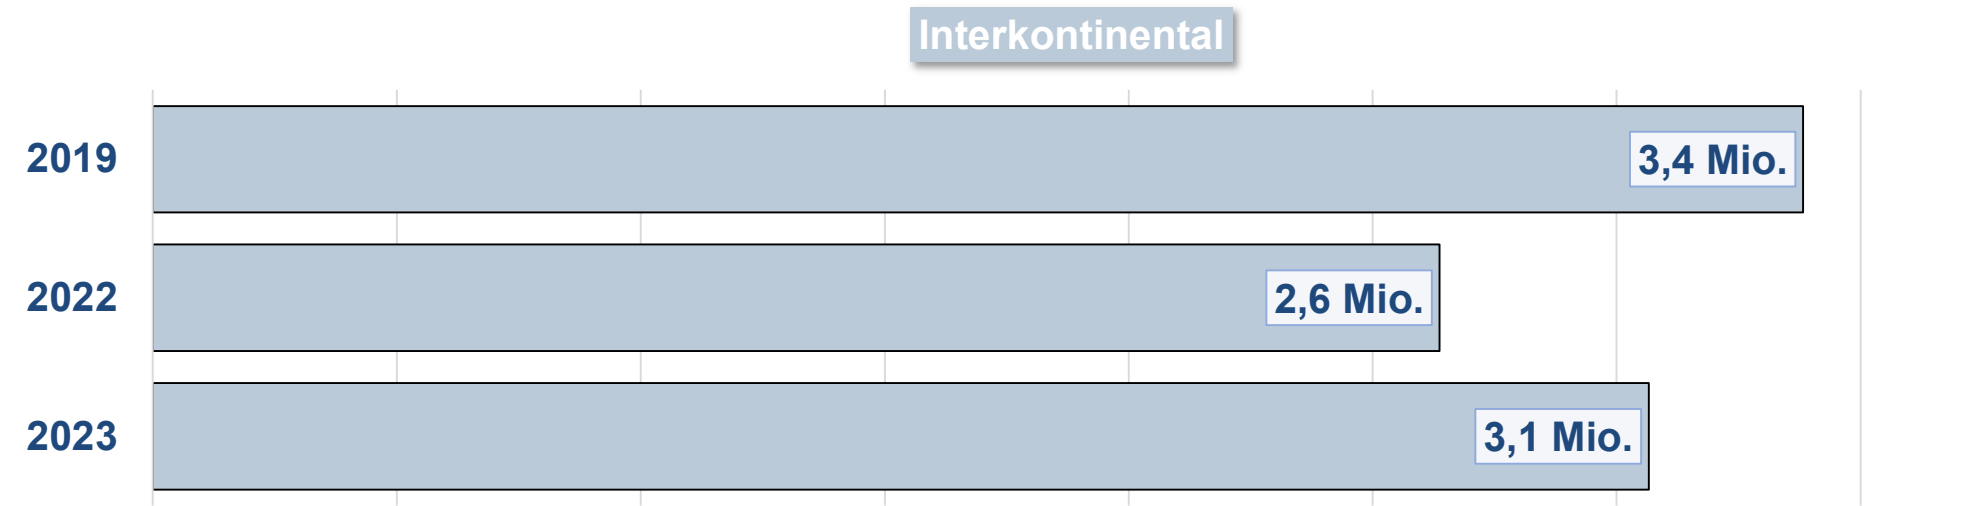 Interkontinental
2019
3,4 Mio.
2022
2,6 Mio.
2023
3,1 Mio.